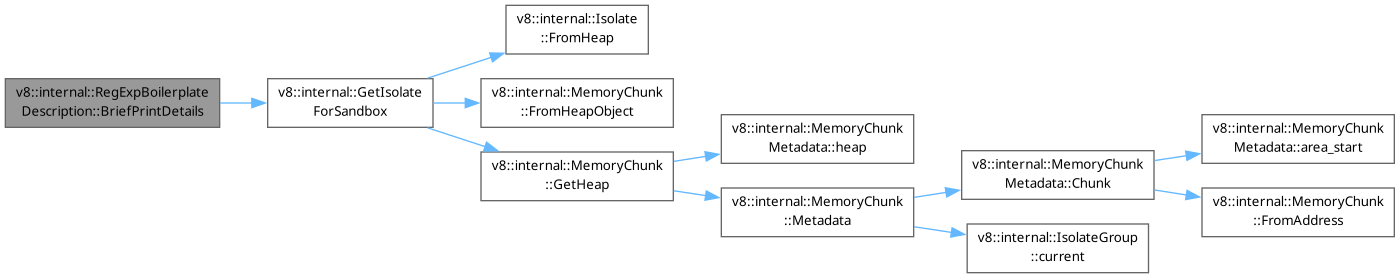 v8::internal::RegExpBoilerplate
Description::BriefPrintDetails
v8::internal::GetIsolate
ForSandbox
v8::internal::Isolate
::FromHeap
v8::internal::MemoryChunk
::FromHeapObject
v8::internal::MemoryChunk
::GetHeap
v8::internal::MemoryChunk
Metadata::heap
v8::internal::MemoryChunk
::Metadata
v8::internal::MemoryChunk
Metadata::Chunk
v8::internal::IsolateGroup
::current
v8::internal::MemoryChunk
Metadata::area_start
v8::internal::MemoryChunk
::FromAddress